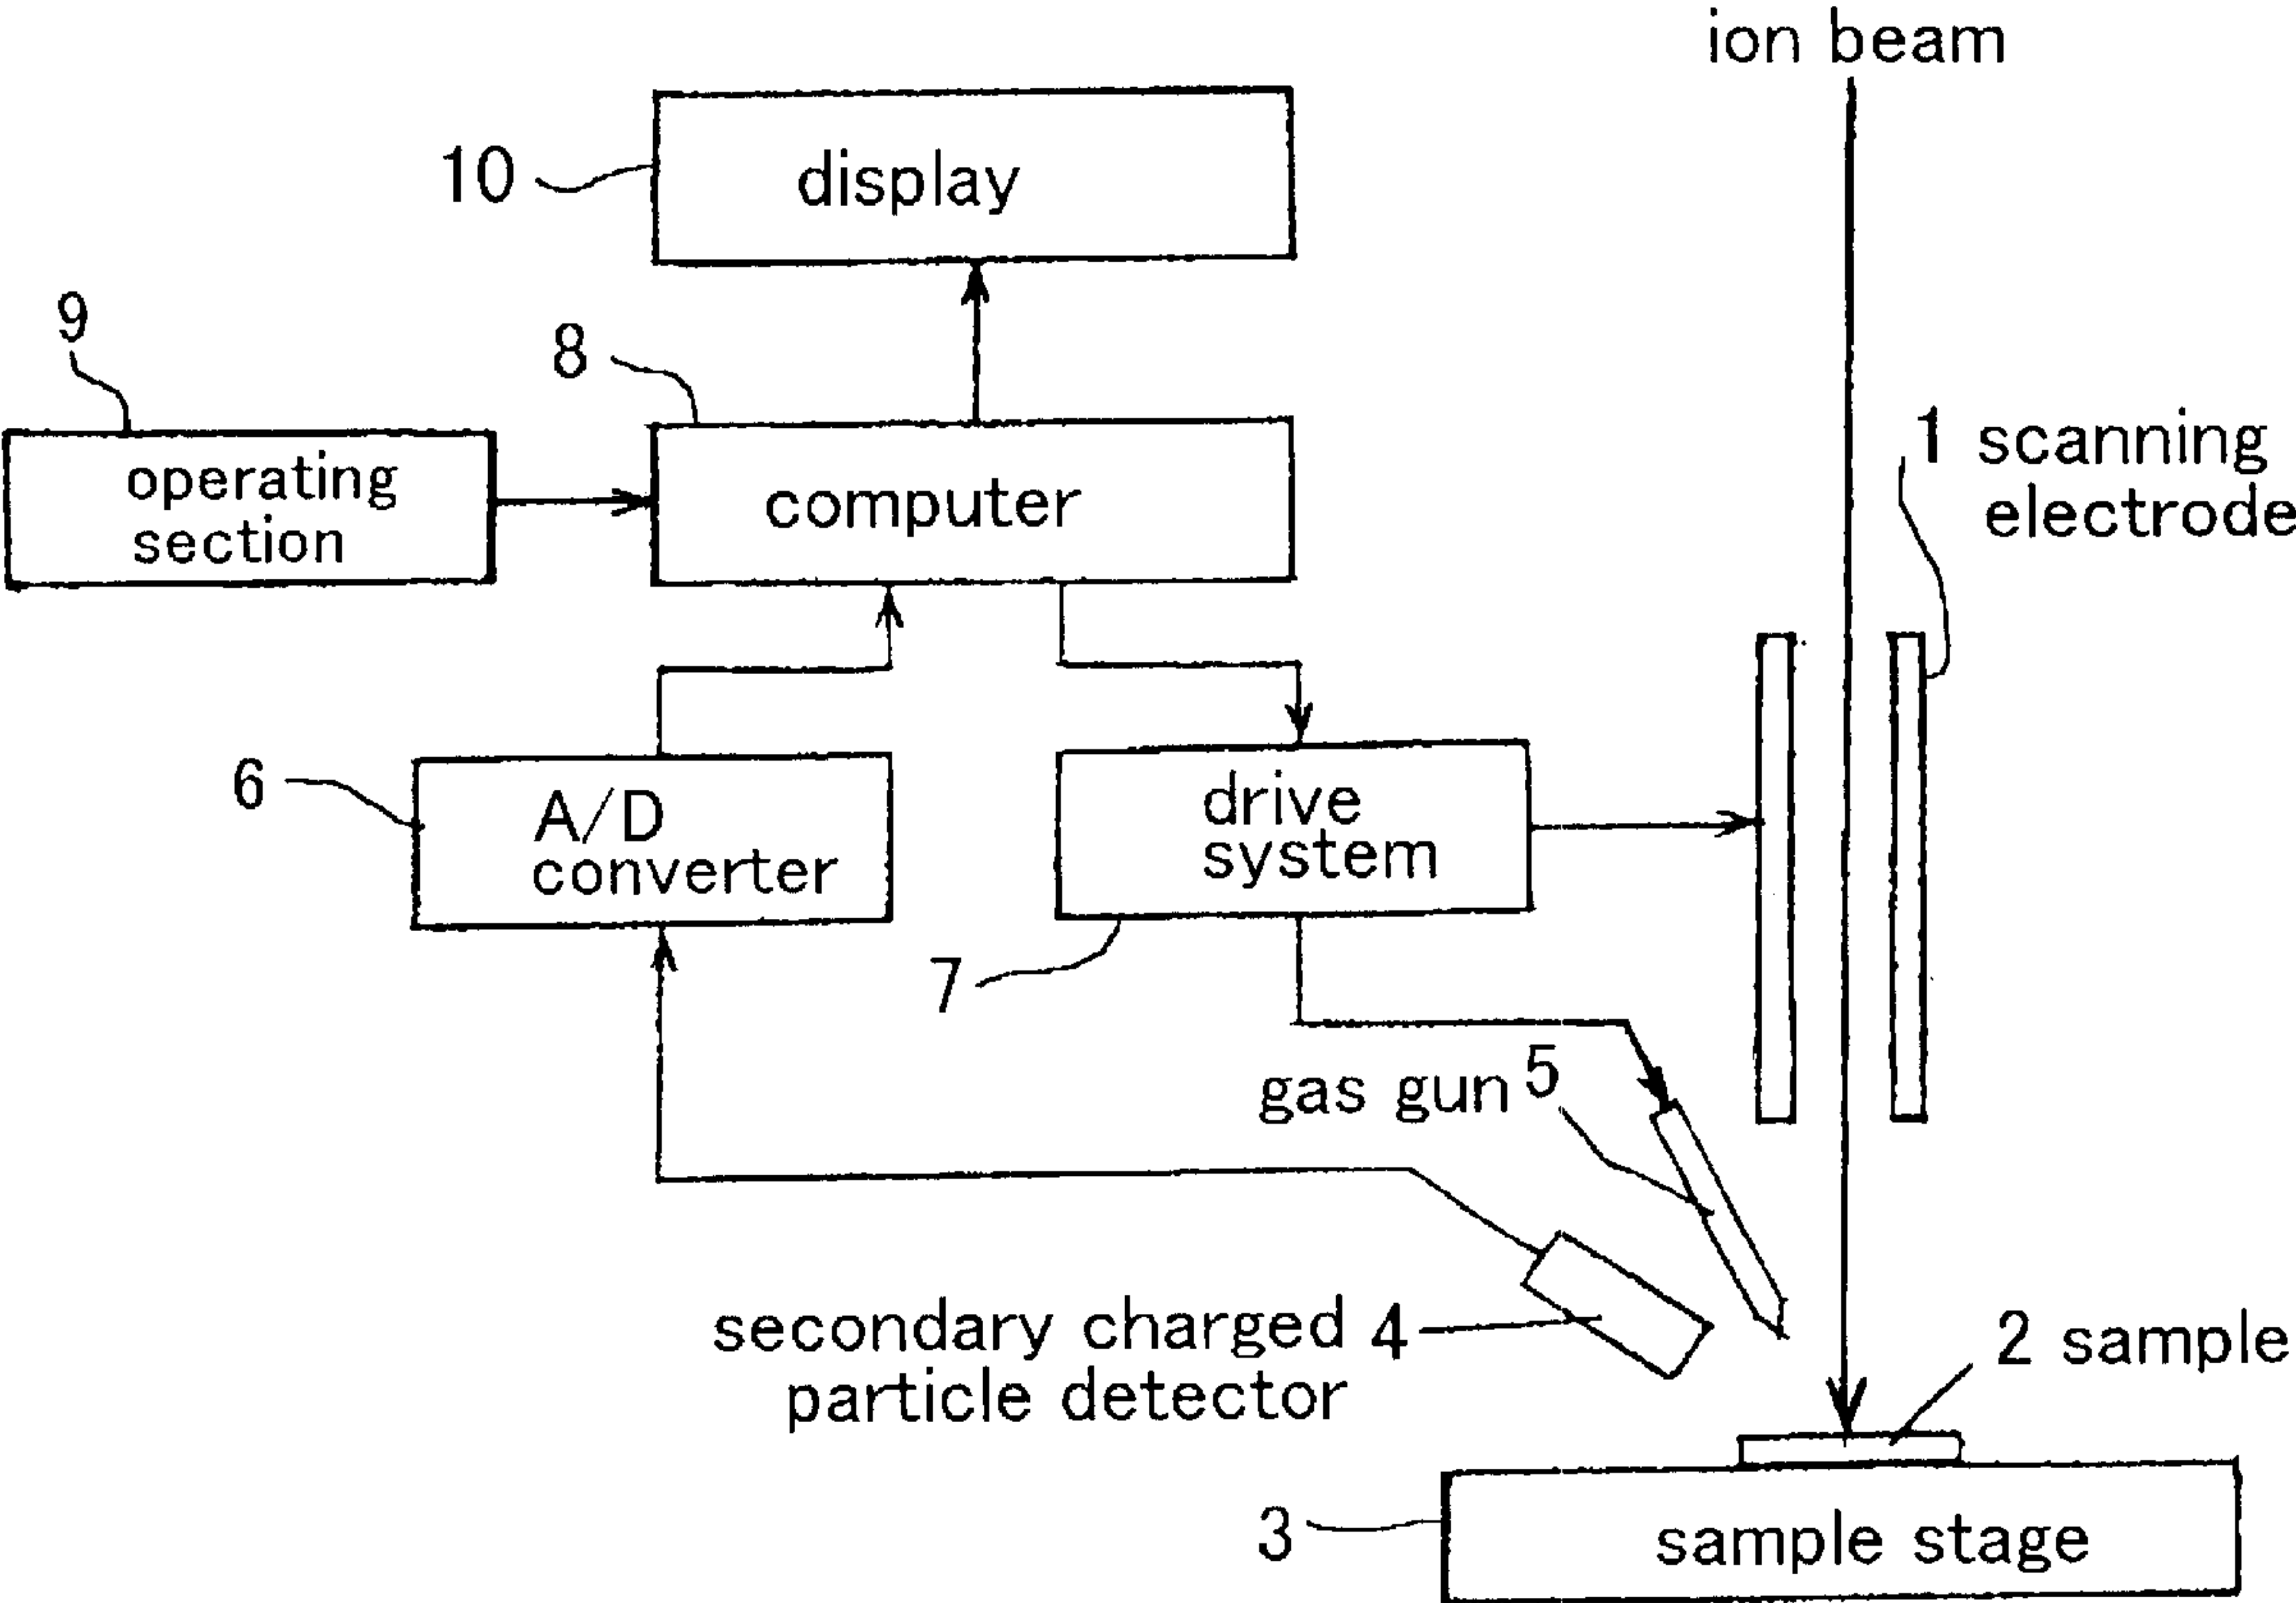 ion beam
10
display
9
8
operating
section
computer
1 scanning
electrode
6
A/D
converter
drive
system
7
gas gun 5
secondary charged 4
particle detector
2 sample
3
sample stage